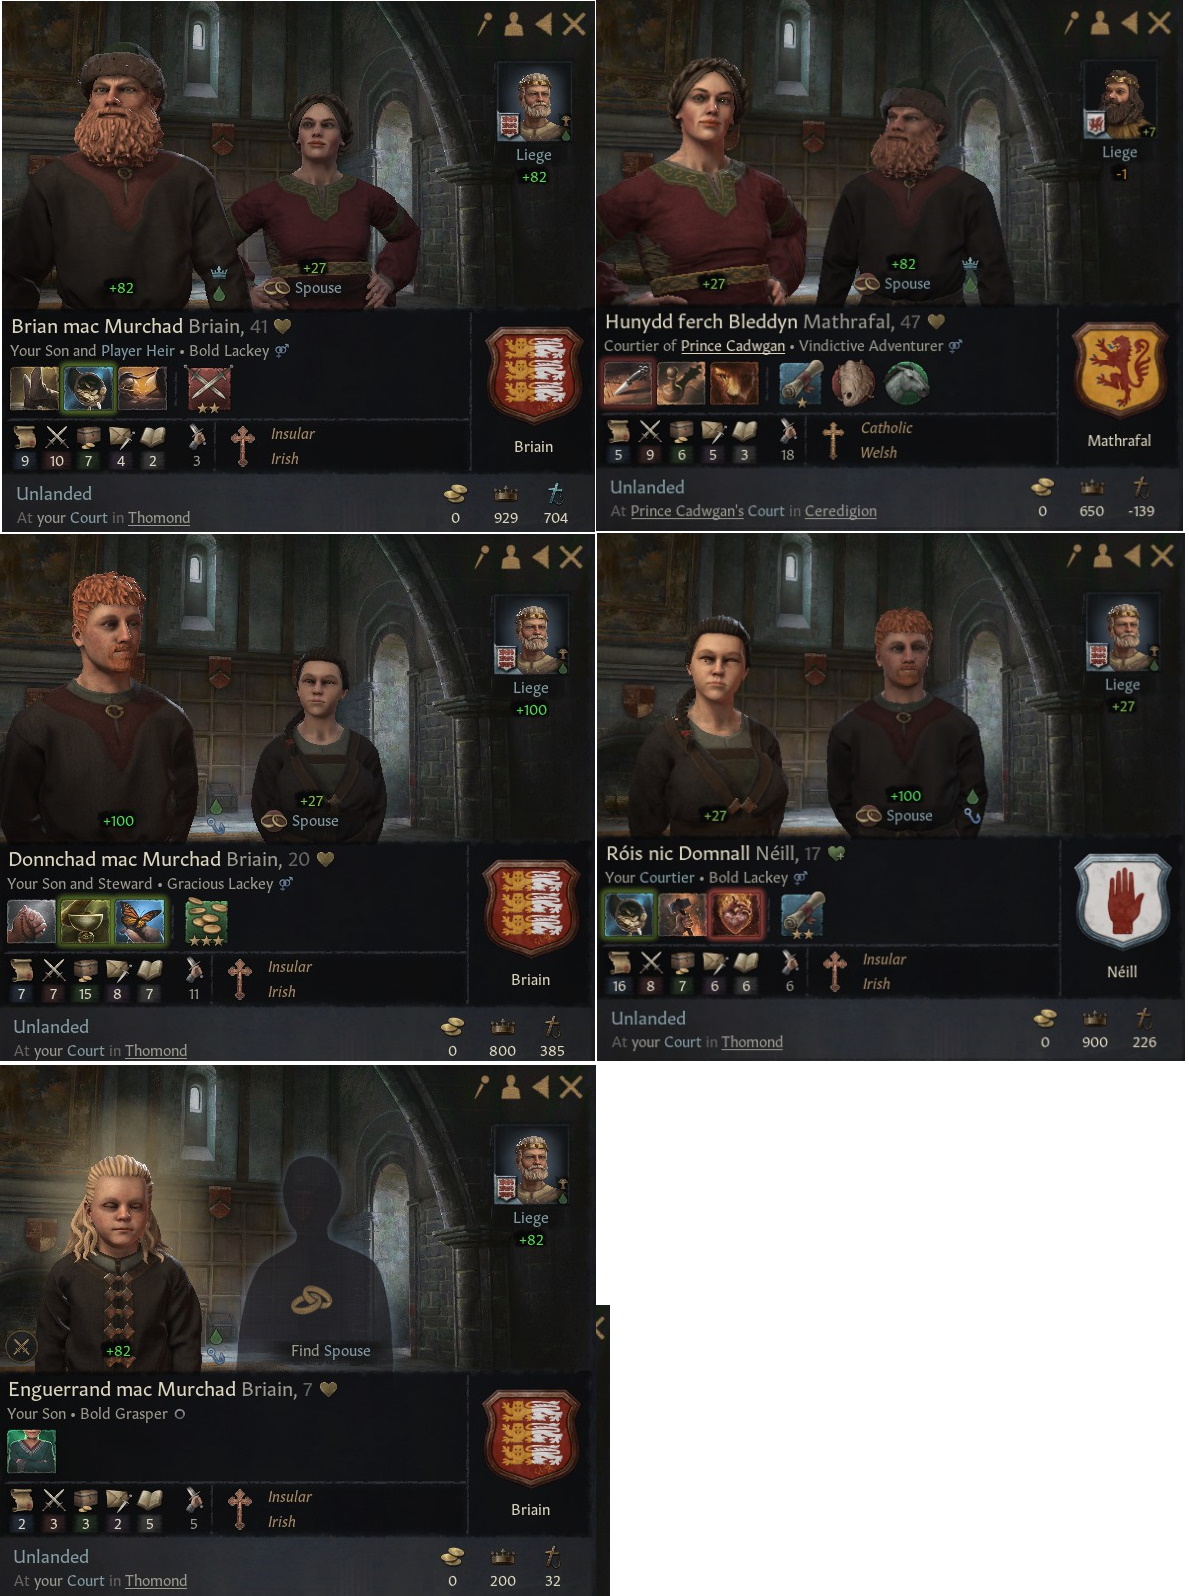 Liege
+82
+82
+27
Spouse
Brian mac Murchad Briain, 41
Your Son and Player Heir • Bold Lackey
9 10 7 4 2 3
Insular
Irish
Briain
Unlanded
At your Court in Thomond
0 929 704
+7
Liege
-1
+27
+82
Spouse
Hunydd ferch Bleddyn Mathrafal, 47
Courtier of Prince Cadwgan • Vindictive Adventurer
5 9 6 5 3 18
Catholic
Welsh
Mathrafal
Unlanded
At Prince Cadwgan's Court in Ceredigion
0 650 -139
Liege
+100
+100
+27
Spouse
Donnchad mac Murchad Briain, 20
Your Son and Steward • Gracious Lackey
7 7 15 8 7 11
Insular
Irish
Briain
Unlanded
At your Court in Thomond
0 800 385
Liege
+27
+27
+100
Spouse
Róis nic Domnall Néill, 17
Your Courtier • Bold Lackey
16 8 7 6 6 6
Insular
Irish
Néill
Unlanded
At your Court in Thomond
0 900 226
Liege
+82
+82
Find Spouse
Enguerrand mac Murchad Briain, 7
Your Son • Bold Grasper
2 3 3 2 5 5
Insular
Irish
Briain
Unlanded
At your Court in Thomond
0 200 32